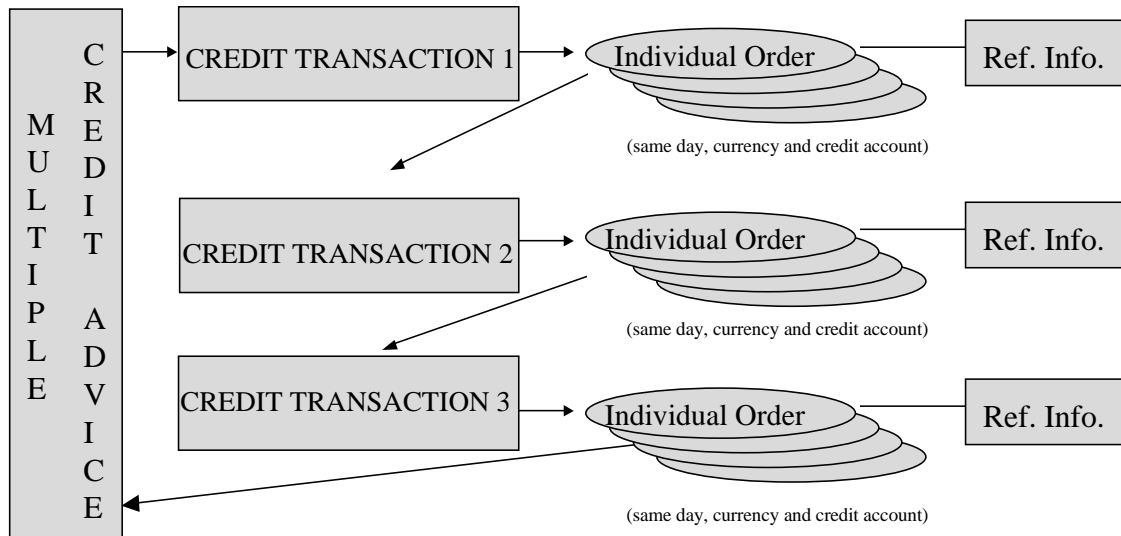 MULTIPLE
CREDIT ADVICE
CREDIT TRANSACTION 1
Individual Order
Ref. Info.
(same day, currency and credit account)
CREDIT TRANSACTION 2
Individual Order
Ref. Info.
(same day, currency and credit account)
CREDIT TRANSACTION 3
Individual Order
Ref. Info.
(same day, currency and credit account)